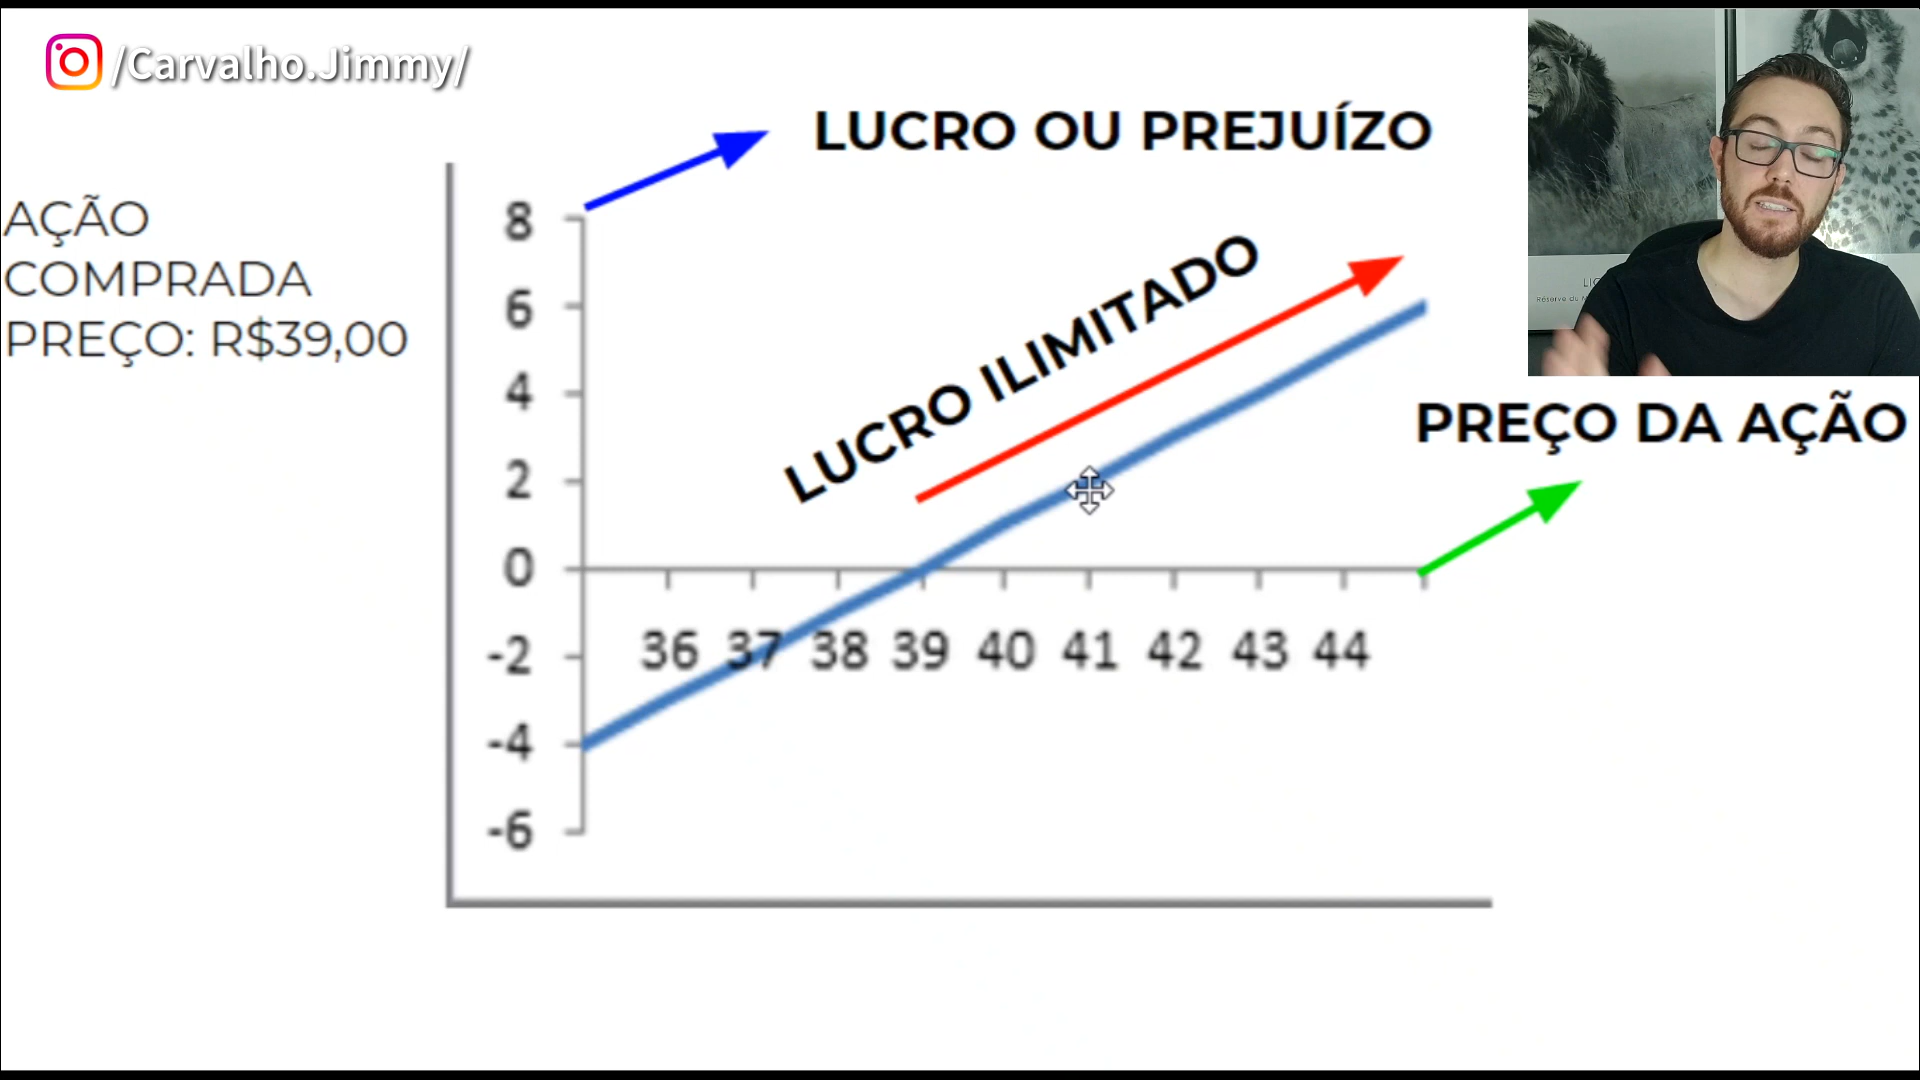 /Carvalho.Jimmy/
LUCRO OU PREJUÍZO
AÇÃO
COMPRADA
PREÇO: R$39,00
LUCRO ILIMITADO
PREÇO DA AÇÃO
8
6
4
2
0
-2
-4
-6
36 37 38 39 40 41 42 43 44